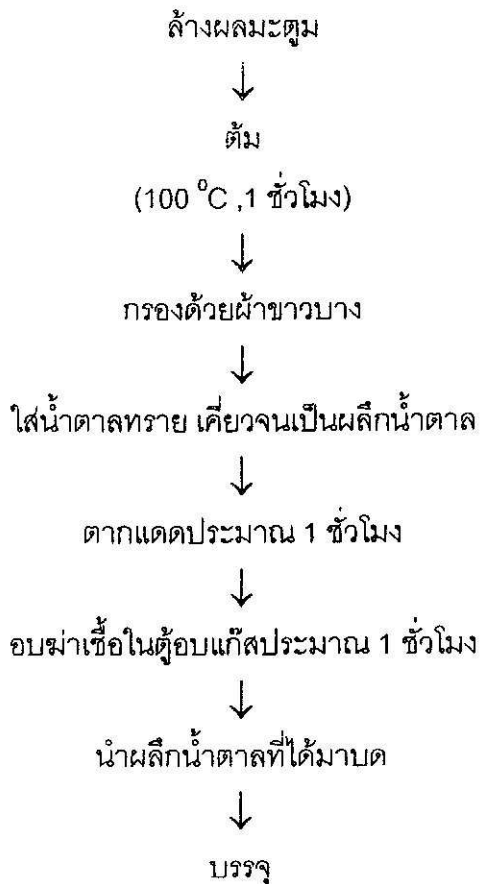 ล้างผลมะตูม
↓
ต้ม
(100 °C ,1 ชั่วโมง)
↓
กรองด้วยผ้าขาวบาง
↓
ใส่น้ำตาลทราย เคี่ยวจนเป็นผลึกน้ำตาล
↓
ตากแดดประมาณ 1 ชั่วโมง
↓
อบฆ่าเชื้อในตู้อบแก๊สประมาณ 1 ชั่วโมง
↓
นำผลึกน้ำตาลที่ได้มาบด
↓
บรรจุ